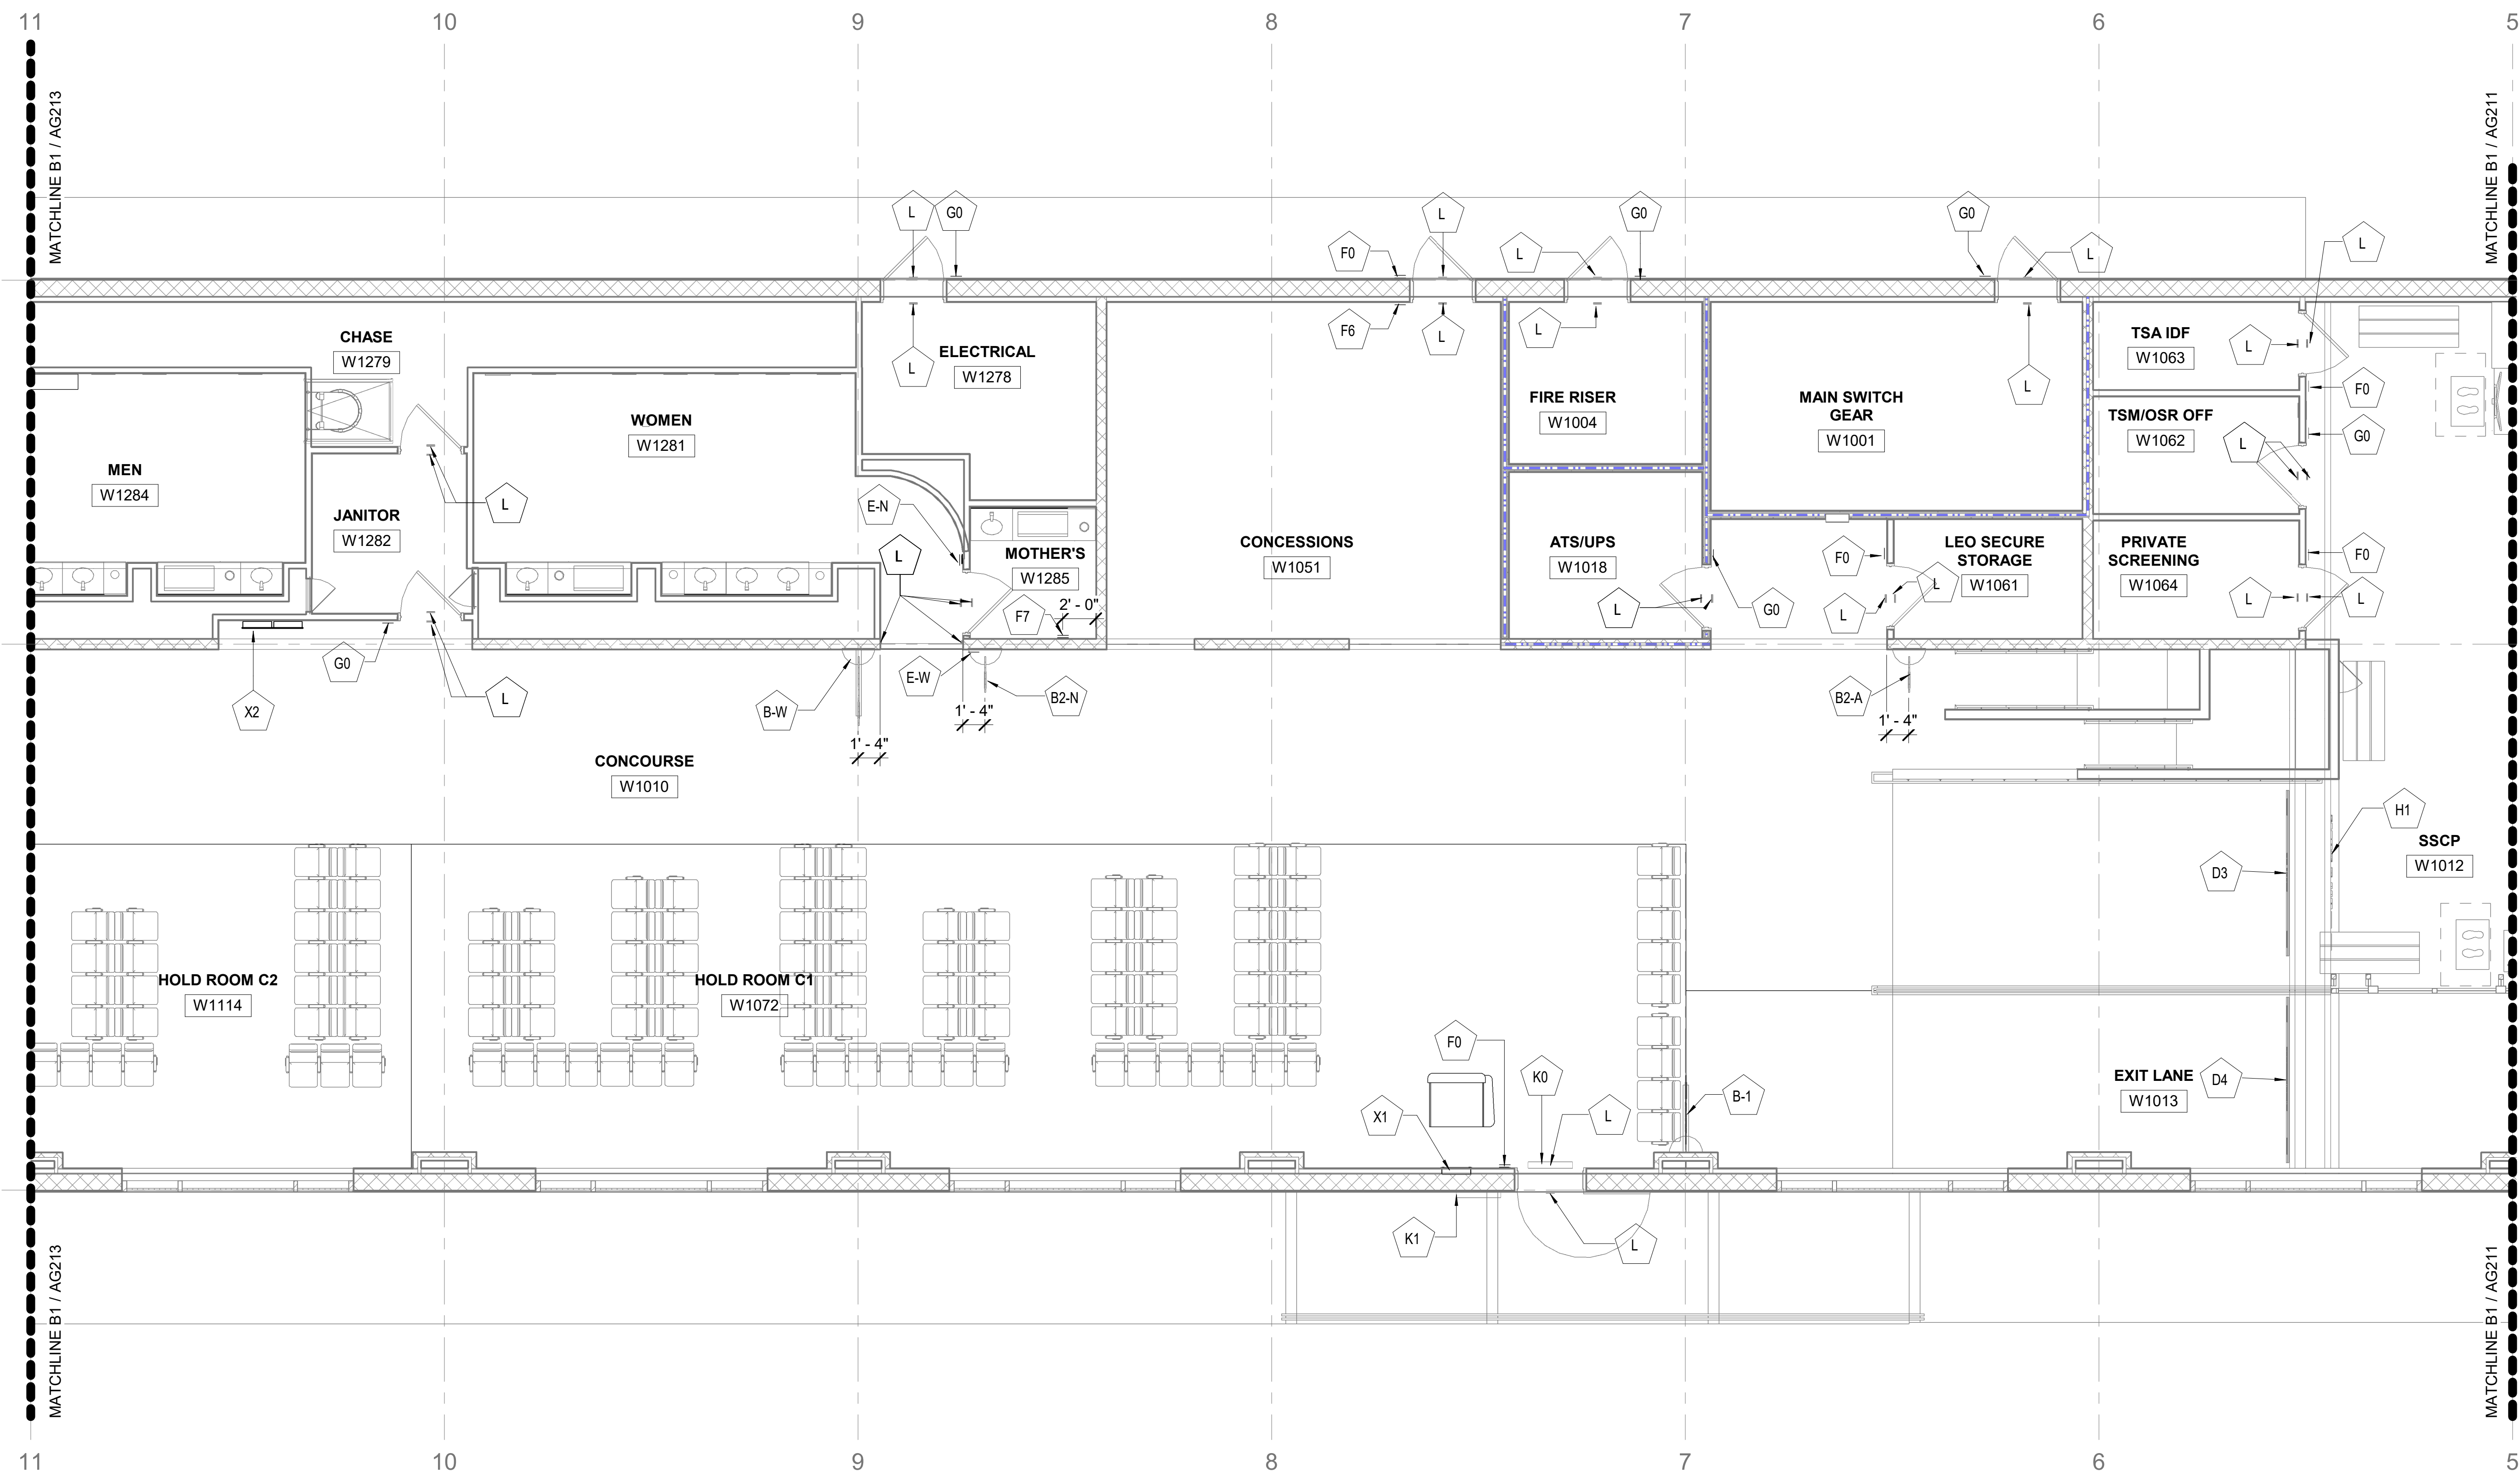 11 10 9 8 7 6 5
MATCHLINE B1 / AG213
MATCHLINE B1 / AG211
L G0 L G0 G0
F0 L L L
F6 L L
L L
CHASE
W1279
ELECTRICAL
W1278
TSA IDF
W1063
L
F0
FIRE RISER
W1004
MAIN SWITCH
GEAR
W1001
WOMEN
W1281
TSM/OSR OFF
W1062
L
G0
MEN
W1284
L
E-N
JANITOR
W1282
CONCESSIONS
W1051
ATS/UPS
W1018
F0
LEO SECURE
STORAGE
W1061
PRIVATE
SCREENING
W1064
F0
L
MOTHER'S
W1285
F7
2' - 0"
L
G0
L
L
L
L
G0
X2
L
B-W
E-W
B2-N
1' - 4"
1' - 4"
B2-A
1' - 4"
CONCOURSE
W1010
H1
SSCP
W1012
D3
HOLD ROOM C2
W1114
HOLD ROOM C1
W1072
F0
K0
X1
L
B-1
EXIT LANE
W1013
D4
K1
L
MATCHLINE B1 / AG213
MATCHLINE B1 / AG211
11 10 9 8 7 6 5